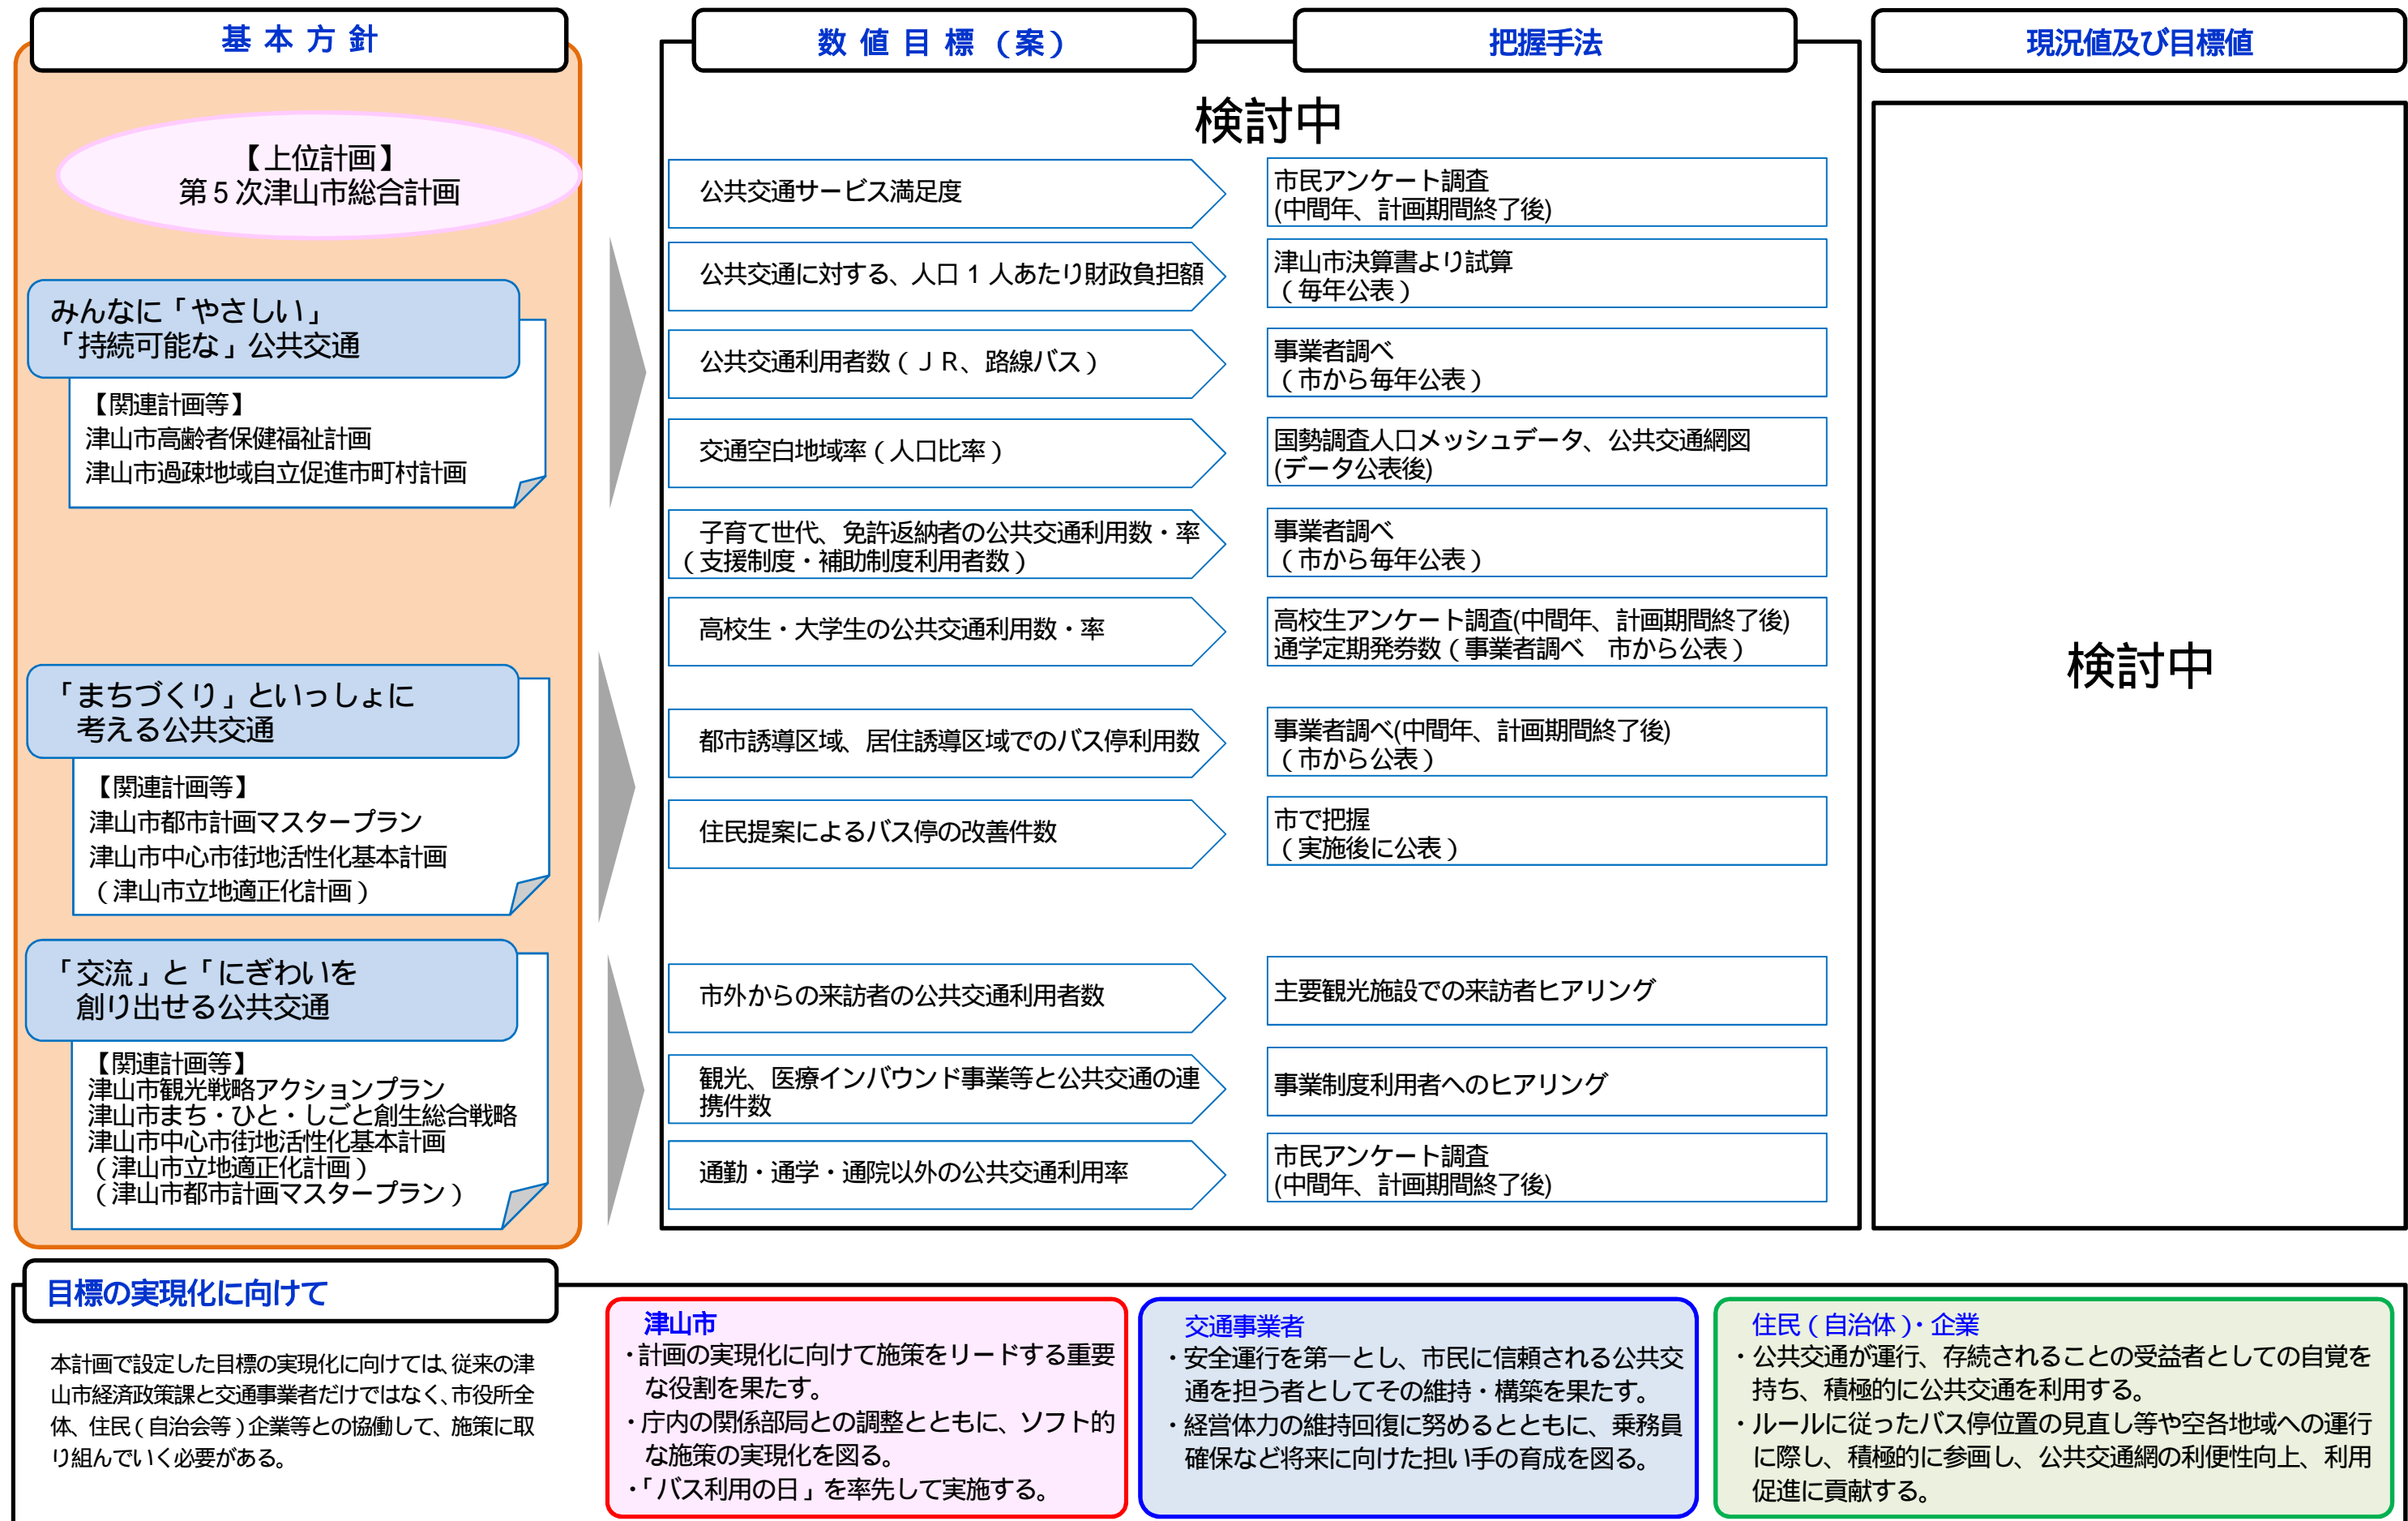 基 本 方 針
【上位計画】
第５次津山市総合計画
みんなに「やさしい」
「持続可能な」公共交通
【関連計画等】
津山市高齢者保健福祉計画
津山市過疎地域自立促進市町村計画
「まちづくり」といっしょに
考える公共交通
【関連計画等】
津山市都市計画マスタープラン
津山市中心市街地活性化基本計画
（津山市立地適正化計画）
「交流」と「にぎわいを
創り出せる公共交通
【関連計画等】
津山市観光戦略アクションプラン
津山市まち・ひと・しごと創生総合戦略
津山市中心市街地活性化基本計画
（津山市立地適正化計画）
（津山市都市計画マスタープラン）
数 値 目 標 （案）
把握手法
検討中
公共交通サービス満足度
市民アンケート調査
(中間年、計画期間終了後)
公共交通に対する、人口１人あたり財政負担額
津山市決算書より試算
（毎年公表）
公共交通利用者数（ＪＲ、路線バス）
事業者調べ
（市から毎年公表）
交通空白地域率（人口比率）
国勢調査人口メッシュデータ、公共交通網図
(データ公表後)
子育て世代、免許返納者の公共交通利用数・率
（支援制度・補助制度利用者数）
事業者調べ
（市から毎年公表）
高校生・大学生の公共交通利用数・率
高校生アンケート調査(中間年、計画期間終了後)
通学定期発券数（事業者調べ　市から公表）
都市誘導区域、居住誘導区域でのバス停利用数
事業者調べ(中間年、計画期間終了後)
（市から公表）
住民提案によるバス停の改善件数
市で把握
（実施後に公表）
市外からの来訪者の公共交通利用者数
主要観光施設での来訪者ヒアリング
観光、医療インバウンド事業等と公共交通の連
携件数
事業制度利用者へのヒアリング
通勤・通学・通院以外の公共交通利用率
市民アンケート調査
(中間年、計画期間終了後)
現況値及び目標値
検討中
目標の実現化に向けて
本計画で設定した目標の実現化に向けては、従来の津
山市経済政策課と交通事業者だけではなく、市役所全
体、住民（自治会等）企業等との協働して、施策に取
り組んでいく必要がある。
津山市
・計画の実現化に向けて施策をリードする重要
な役割を果たす。
・庁内の関係部局との調整とともに、ソフト的
な施策の実現化を図る。
・「バス利用の日」を率先して実施する。
交通事業者
・安全運行を第一とし、市民に信頼される公共交
通を担う者としてその維持・構築を果たす。
・経営体力の維持回復に努めるとともに、乗務員
確保など将来に向けた担い手の育成を図る。
住民（自治体）・企業
・公共交通が運行、存続されることの受益者としての自覚を
持ち、積極的に公共交通を利用する。
・ルールに従ったバス停位置の見直し等や空各地域への運行
に際し、積極的に参画し、公共交通網の利便性向上、利用
促進に貢献する。